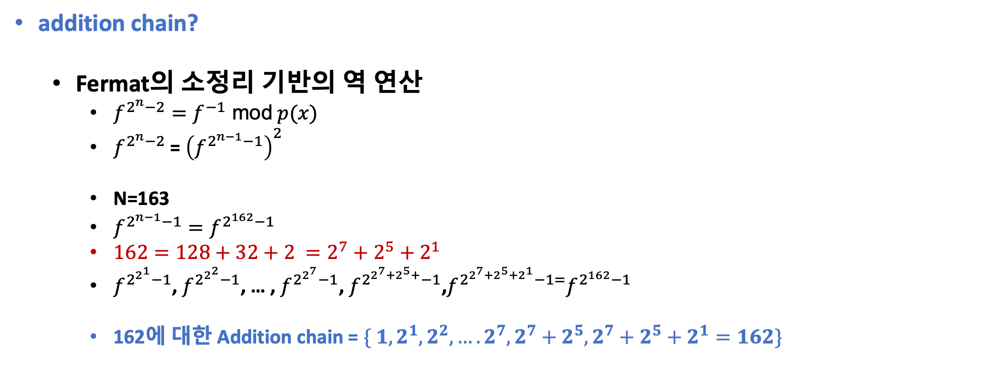 • addition chain?
• Fermat의 소정리 기반의 역 연산
• $f^{2^n-2} = f^{-1} \bmod p(x)$
• $f^{2^n-2}$ = $\left(f^{2^{n-1}-1}\right)^2$
• N=163
• $f^{2^{n-1}-1} = f^{2^{162}-1}$
• $162 = 128 + 32 + 2 = 2^7 + 2^5 + 2^1$
• $f^{2^{2^1}-1}, f^{2^{2^2}-1}, … , f^{2^{2^7}-1}, f^{2^{2^7+2^5+}-1}, f^{2^{2^7+2^5+2^1}-1=} f^{2^{162}-1}$
• 162에 대한 Addition chain = { $1, 2^1, 2^2, … . 2^7, 2^7 + 2^5, 2^7 + 2^5 + 2^1 = 162$}